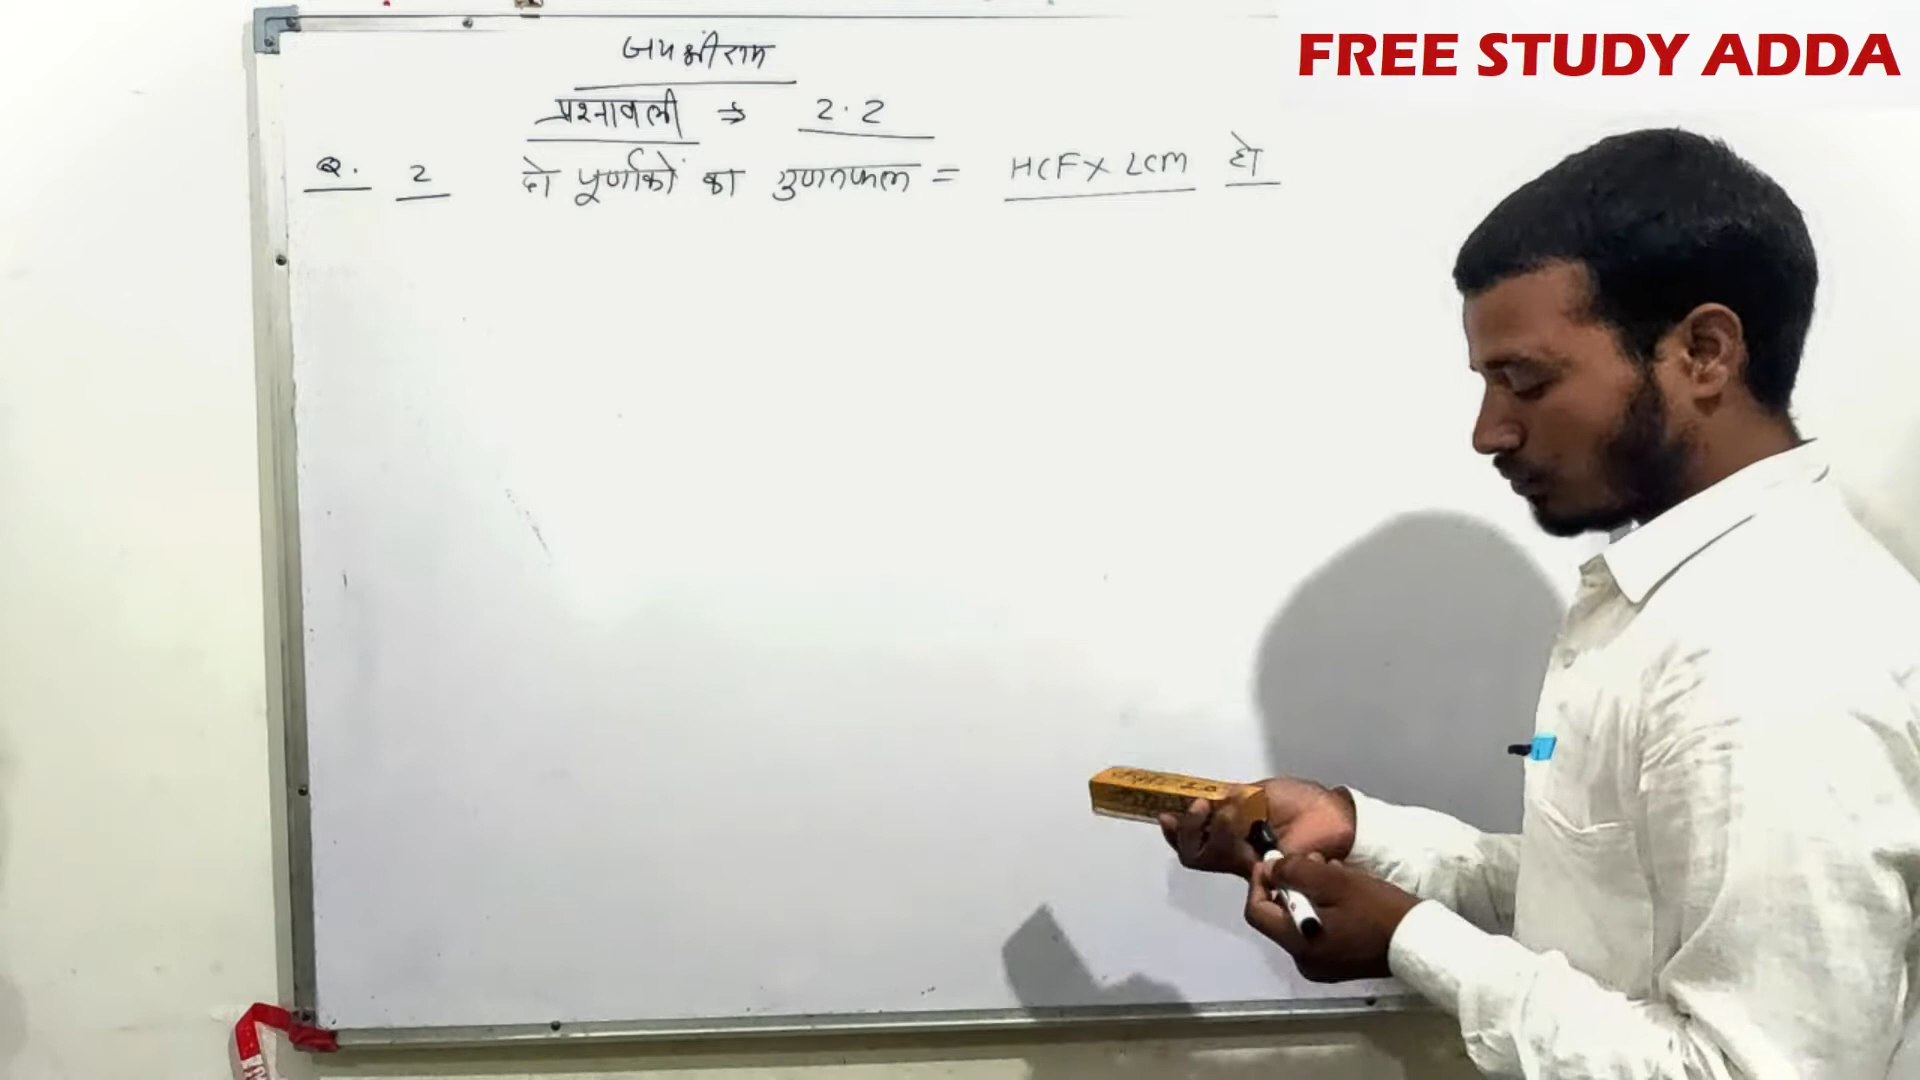 FREE STUDY ADDA
जय श्री राम
प्रश्नावली ⇒ 2.2
Q. 2 दो पूर्णाकों का गुणनफल = HCF X LCM हो